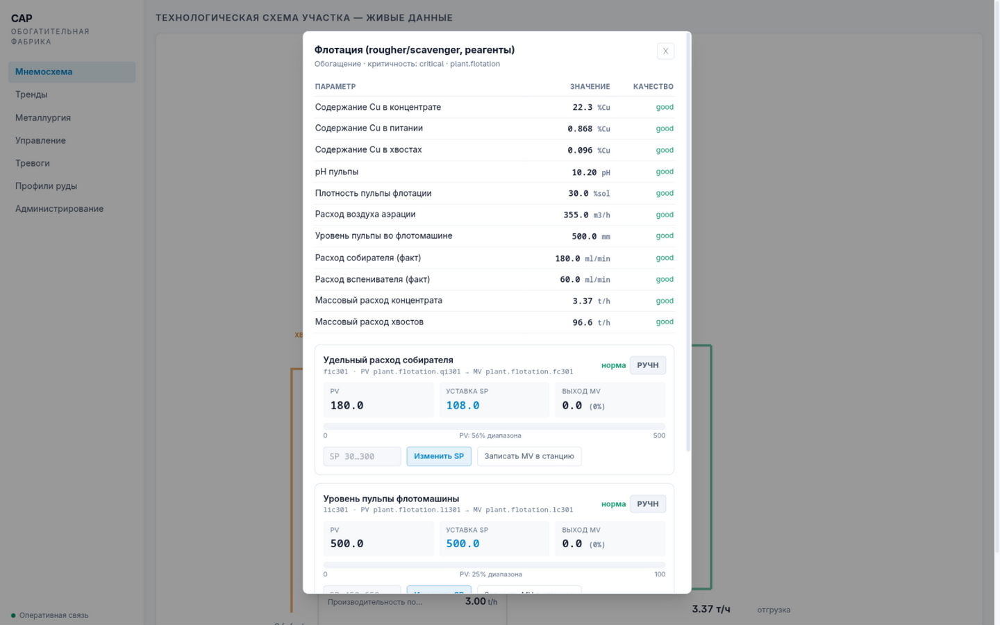 CAP
ОБОГАТИТЕЛЬНАЯ
ФАБРИКА
Мнемосхема
Тренды
Металлургия
Управление
Тревоги
Профили руды
Администрирование
Оперативная связь
ТЕХНОЛОГИЧЕСКАЯ СХЕМА УЧАСТКА — ЖИВЫЕ ДАННЫЕ
Флотация (rougher/scavenger, реагенты)
X
Обогащение · критичность: critical · plant.flotation
ПАРАМЕТР ЗНАЧЕНИЕ КАЧЕСТВО
Содержание Cu в концентрате 22.3 %Cu good
Содержание Cu в питании 0.868 %Cu good
Содержание Cu в хвостах 0.096 %Cu good
pH пульпы 10.20 pH good
Плотность пульпы флотации 30.0 %sol good
Расход воздуха аэрации 355.0 m3/h good
Уровень пульпы во флотомашине 500.0 mm good
Расход собирателя (факт) 180.0 ml/min good
Расход вспенивателя (факт) 60.0 ml/min good
Массовый расход концентрата 3.37 t/h good
Массовый расход хвостов 96.6 t/h good
Удельный расход собирателя
норма РУЧН
fic301 · PV plant.flotation.qi301 → MV plant.flotation.fc301
PV УСТАВКА SP ВЫХОД MV
180.0 108.0 0.0 (0%)
0 PV: 56% диапазона 500
SP 30…300 Изменить SP Записать MV в станцию
Уровень пульпы флотомашины
норма РУЧН
lic301 · PV plant.flotation.li301 → MV plant.flotation.lc301
PV УСТАВКА SP ВЫХОД MV
500.0 500.0 0.0 (0%)
0 PV: 25% диапазона 100
Производительность по… 3.00 t/h
3.37 т/ч отгрузка